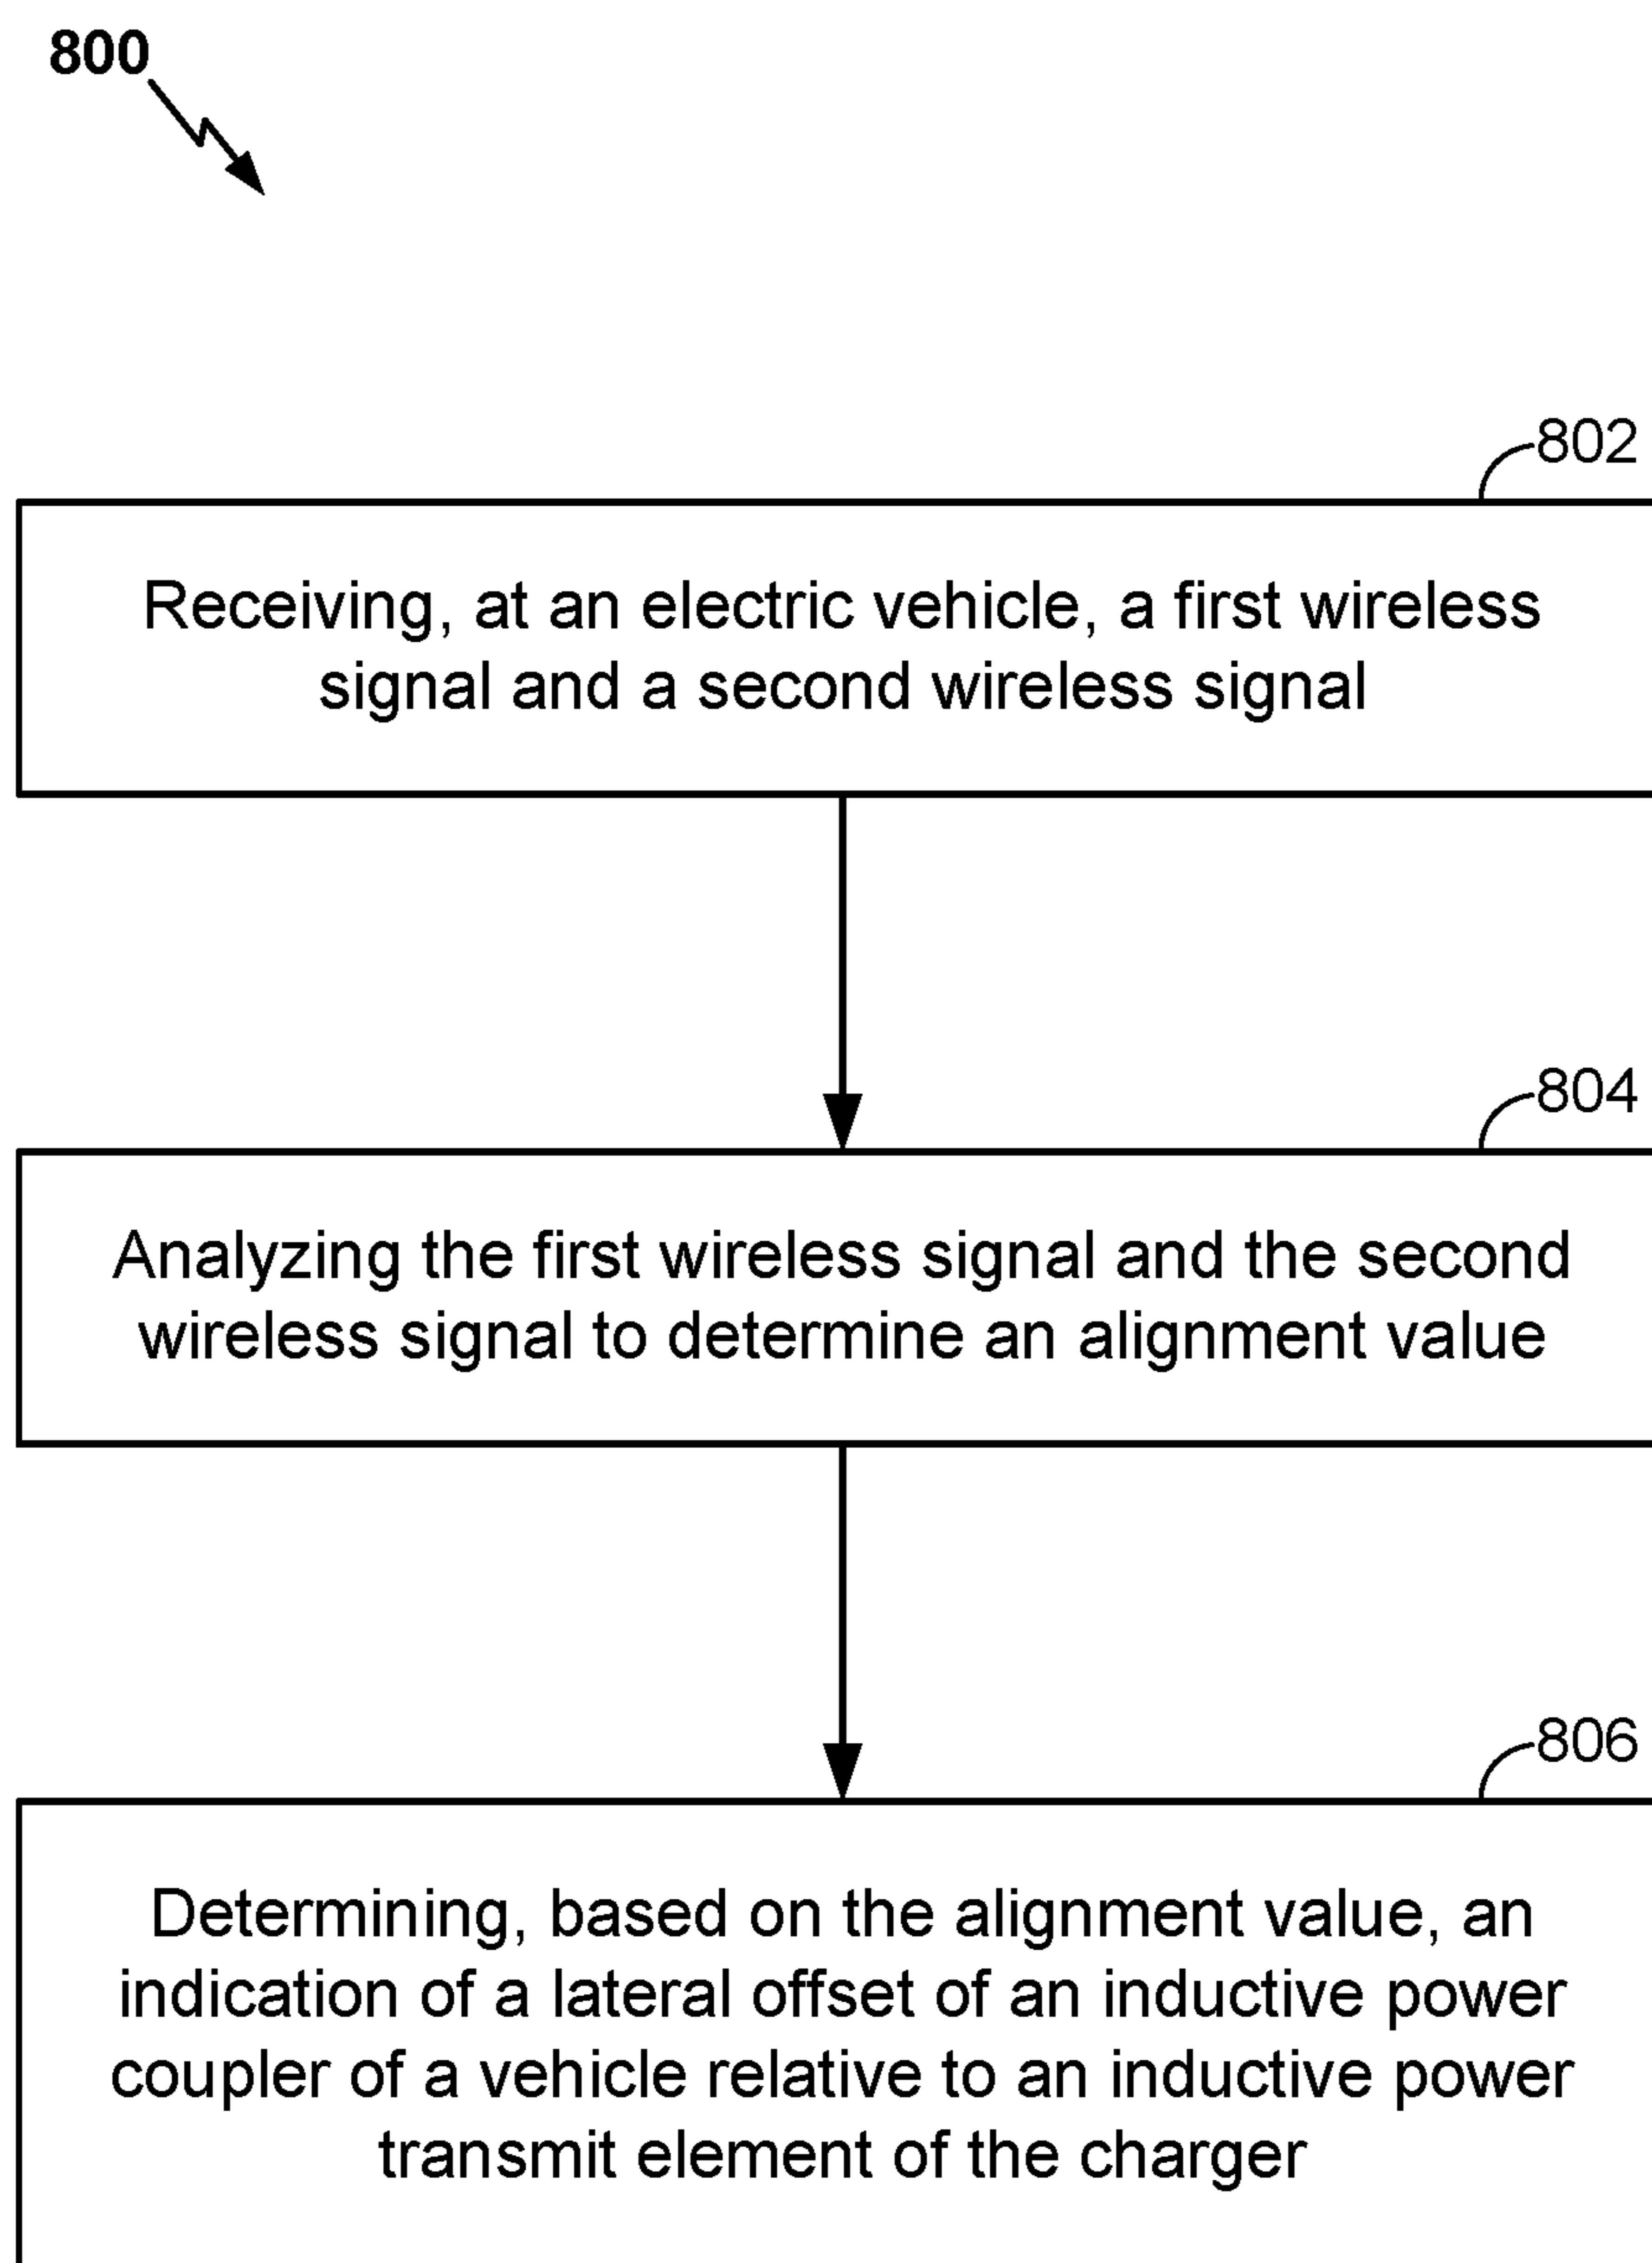 800
802
Receiving, at an electric vehicle, a first wireless
signal and a second wireless signal
804
Analyzing the first wireless signal and the second
wireless signal to determine an alignment value
806
Determining, based on the alignment value, an
indication of a lateral offset of an inductive power
coupler of a vehicle relative to an inductive power
transmit element of the charger